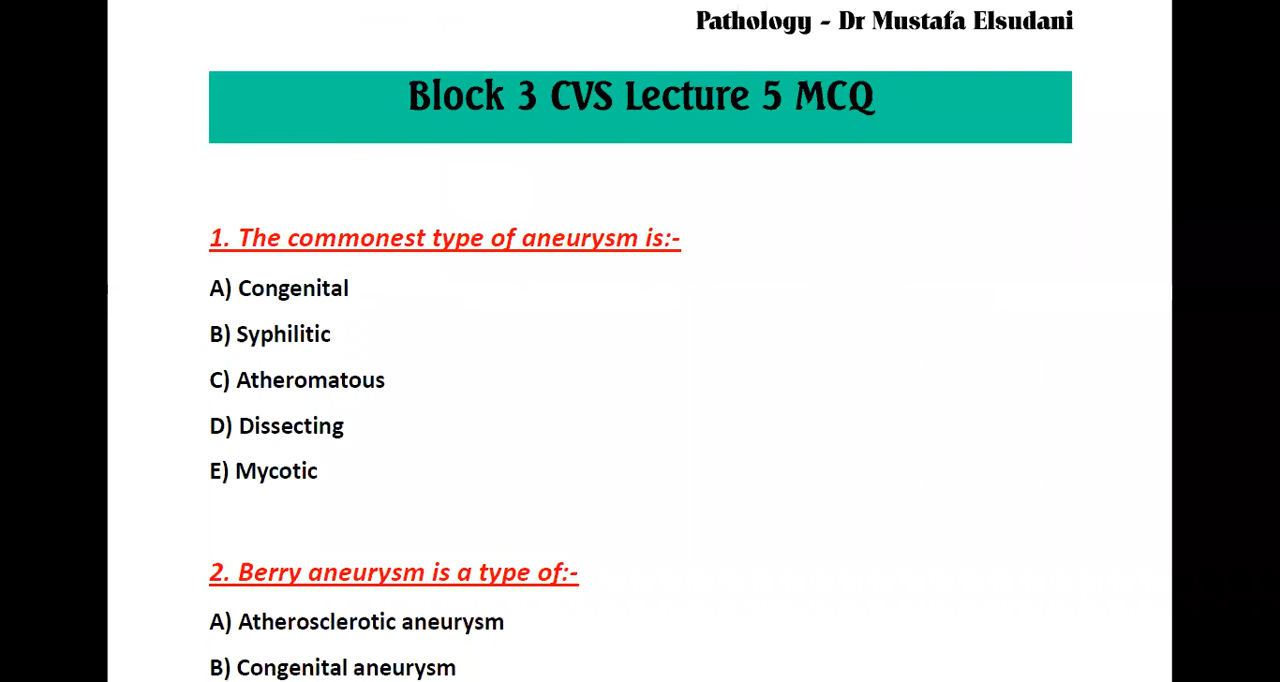 Pathology - Dr Mustafa Elsudani
Block 3 CVS Lecture 5 MCQ
1. The commonest type of aneurysm is:-
A) Congenital
B) Syphilitic
C) Atheromatous
D) Dissecting
E) Mycotic
2. Berry aneurysm is a type of:-
A) Atherosclerotic aneurysm
B) Congenital aneurysm